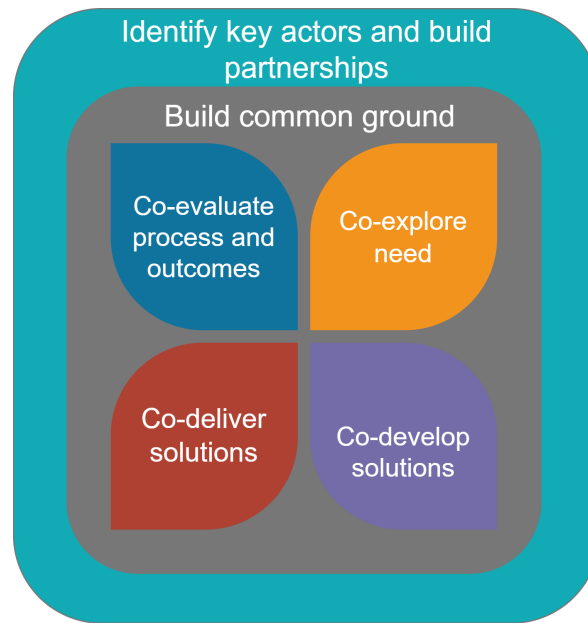 Identify key actors and build
partnerships
Build common ground
Co-evaluate
process and
outcomes
Co-explore
need
Co-deliver
solutions
Co-develop
solutions